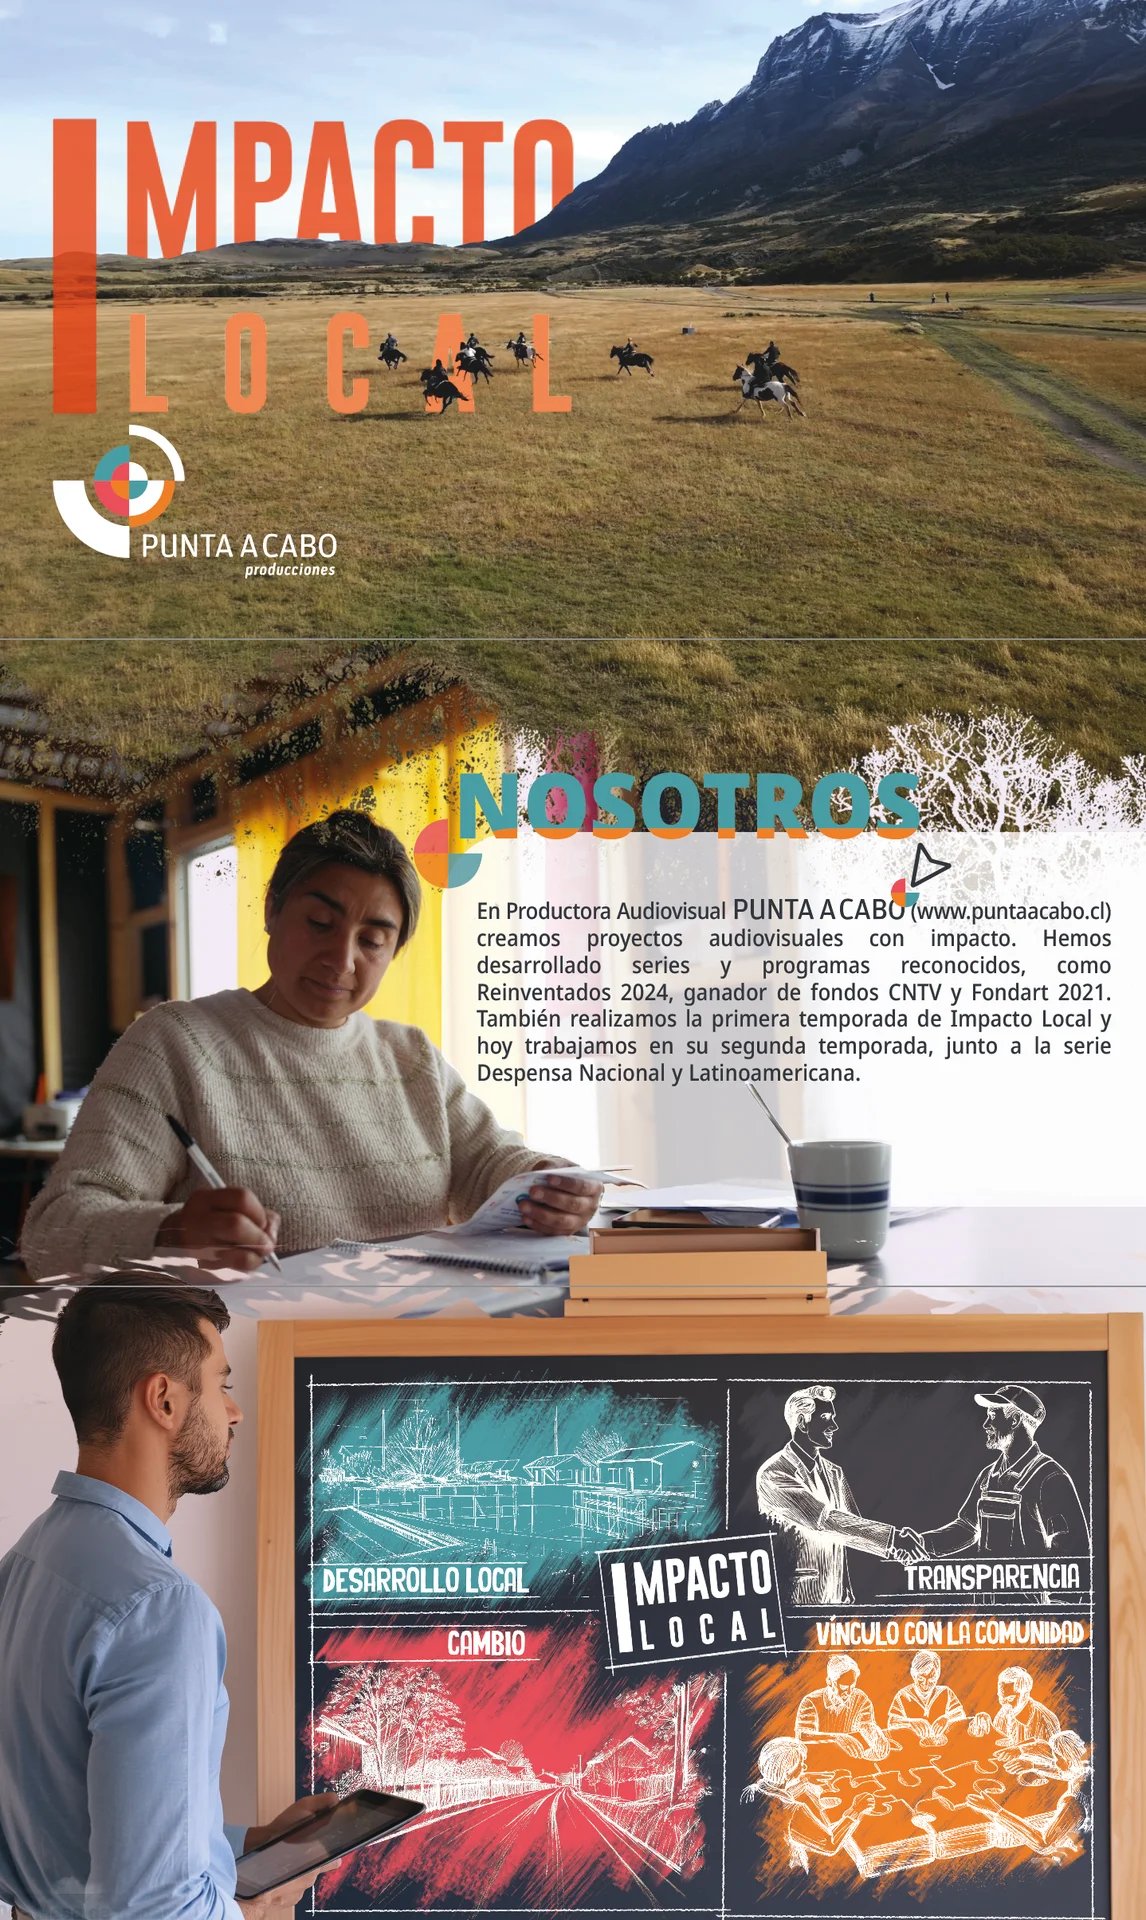 IMPACTO
LOCAL
PUNTA A CABO
producciones
NOSOTROS
En Productora Audiovisual PUNTA A CABO (www.puntaacabo.cl)
creamos proyectos audiovisuales con impacto. Hemos
desarrollado series y programas reconocidos, como
Reinventados 2024, ganador de fondos CNTV y Fondart 2021.
También realizamos la primera temporada de Impacto Local y
hoy trabajamos en su segunda temporada, junto a la serie
Despensa Nacional y Latinoamericana.
DESARROLLO LOCAL
TRANSPARENCIA
IMPACTO
LOCAL
CAMBIO
VÍNCULO CON LA COMUNIDAD